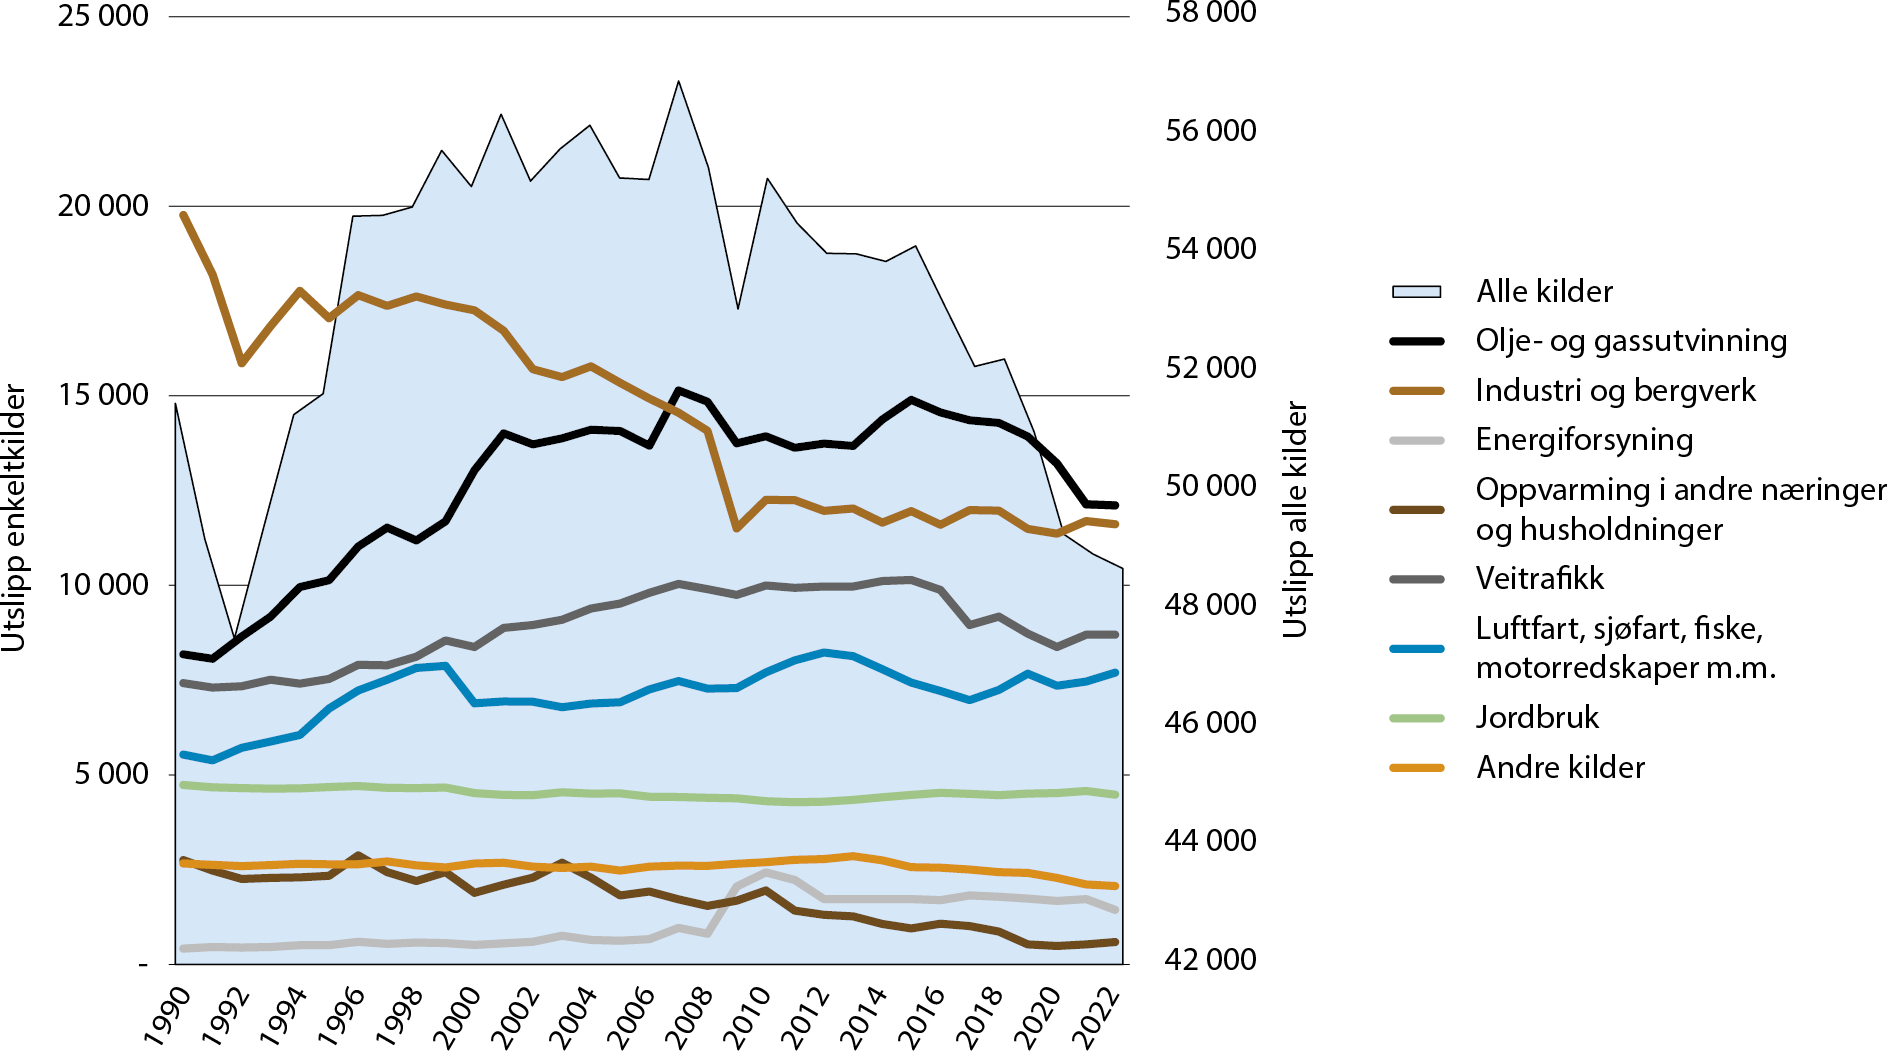 25 000
20 000
15 000
10 000
5 000
-
Utslipp enkeltkilder
58 000
56 000
54 000
52 000
50 000
48 000
46 000
44 000
42 000
Utslipp alle kilder
1990
1992
1994
1996
1998
2000
2002
2004
2006
2008
2010
2012
2014
2016
2018
2020
2022
Alle kilder
Olje- og gassutvinning
Industri og bergverk
Energiforsyning
Oppvarming i andre næringer
og husholdninger
Veitrafikk
Luftfart, sjøfart, fiske,
motorredskaper m.m.
Jordbruk
Andre kilder